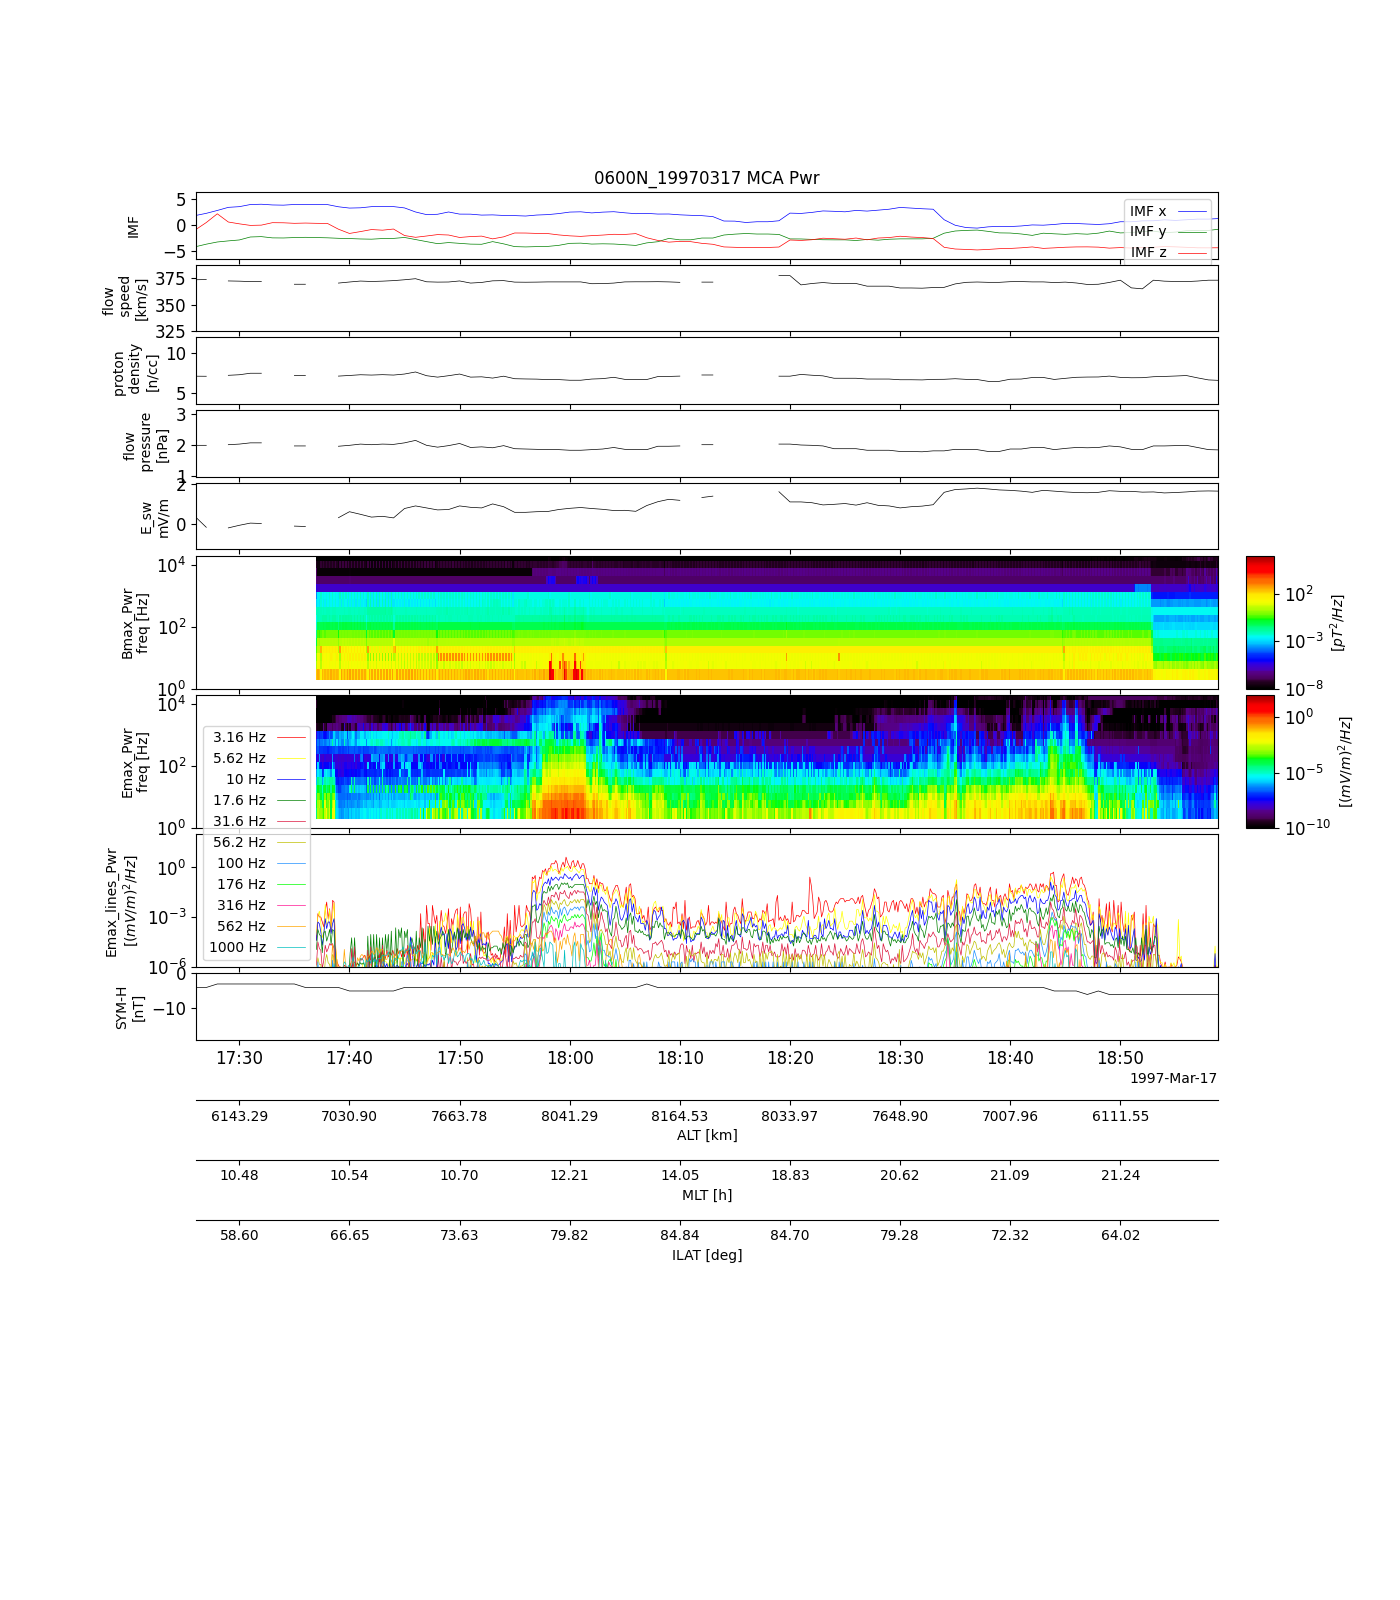 0600N_19970317 MCA Pwr
IMF
5
0
−5
IMF x
IMF y
IMF z
flow
speed
[km/s]
375
350
325
proton
density
[n/cc]
10
5
flow
pressure
[nPa]
3
2
1
E_sw
mV/m
2
0
Bmax_Pwr
freq [Hz]
10^4
10^2
10^0
10^2
10^−3
10^−8
[pT^2/Hz]
Emax_Pwr
freq [Hz]
10^4
10^2
10^0
10^0
10^−5
10^−10
[(mV/m)^2/Hz]
3.16 Hz
5.62 Hz
10 Hz
17.6 Hz
31.6 Hz
56.2 Hz
100 Hz
176 Hz
316 Hz
562 Hz
1000 Hz
Emax_lines_Pwr
[(mV/m)^2/Hz]
10^0
10^−3
10^−6
SYM-H
[nT]
0
−10
17:30 17:40 17:50 18:00 18:10 18:20 18:30 18:40 18:50
1997-Mar-17
6143.29 7030.90 7663.78 8041.29 8164.53 8033.97 7648.90 7007.96 6111.55
ALT [km]
10.48 10.54 10.70 12.21 14.05 18.83 20.62 21.09 21.24
MLT [h]
58.60 66.65 73.63 79.82 84.84 84.70 79.28 72.32 64.02
ILAT [deg]